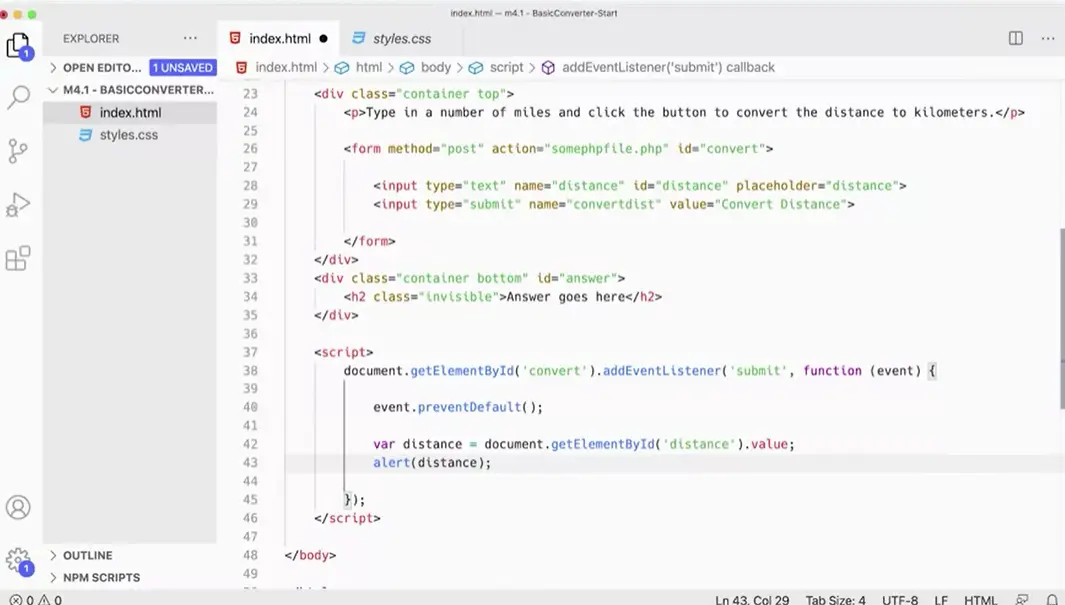 index.html — m4.1 - BasicConverter-Start
EXPLORER ···
index.html ●
styles.css
1
OPEN EDITO... 1 UNSAVED
index.html > html > body > script > addEventListener('submit') callback
M4.1 - BASICCONVERTER...
index.html
styles.css
23 <div class="container top">
24 <p>Type in a number of miles and click the button to convert the distance to kilometers.</p>
25
26 <form method="post" action="somephpfile.php" id="convert">
27
28 <input type="text" name="distance" id="distance" placeholder="distance">
29 <input type="submit" name="convertdist" value="Convert Distance">
30
31 </form>
32 </div>
33 <div class="container bottom" id="answer">
34 <h2 class="invisible">Answer goes here</h2>
35 </div>
36
37 <script>
38 document.getElementById('convert').addEventListener('submit', function (event) {
39
40 event.preventDefault();
41
42 var distance = document.getElementById('distance').value;
43 alert(distance);
44
45 });
46 </script>
47
48 </body>
49
OUTLINE
NPM SCRIPTS
1
0 0
Ln 43, Col 29 Tab Size: 4 UTF-8 LF HTML